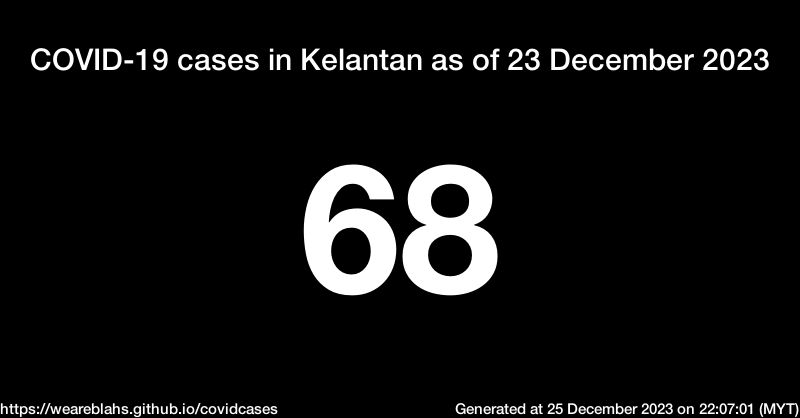 COVID-19 cases in Kelantan as of 23 December 2023
68
https://weareblahs.github.io/covidcases
Generated at 25 December 2023 on 22:07:01 (MYT)